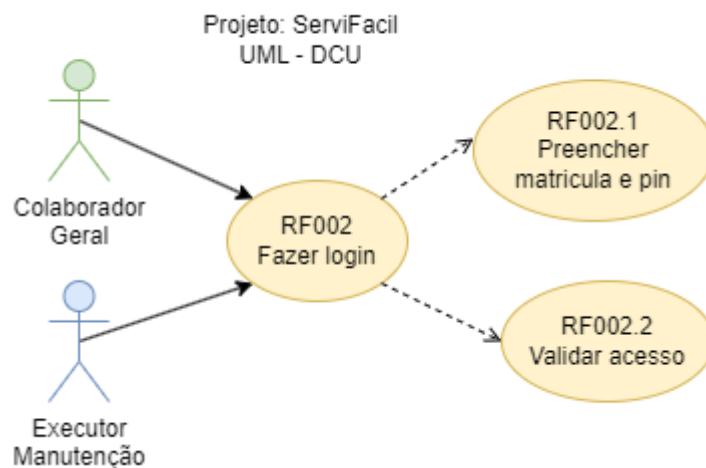 Projeto: ServiFacil
UML - DCU
Colaborador
Geral
RF002
Fazer login
RF002.1
Preencher
matricula e pin
RF002.2
Validar acesso
Executor
Manutenção